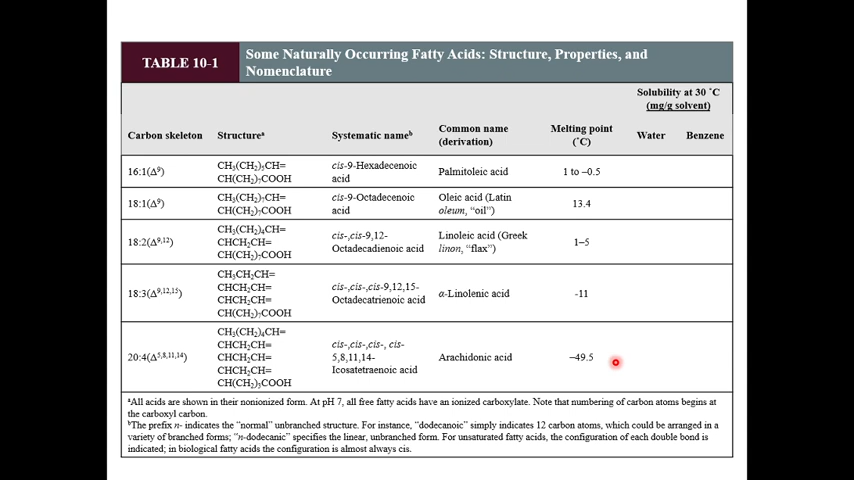 TABLE 10-1
Some Naturally Occurring Fatty Acids: Structure, Properties, and
Nomenclature
Solubility at 30 ˚C
(mg/g solvent)
Carbon skeleton Structureᵃ Systematic nameᵇ Common name (derivation) Melting point (˚C) Water Benzene
16:1(Δ⁹)
CH₃(CH₂)₅CH=
CH(CH₂)₇COOH
cis-9-Hexadecenoic
acid
Palmitoleic acid
1 to –0.5
18:1(Δ⁹)
CH₃(CH₂)₇CH=
CH(CH₂)₇COOH
cis-9-Octadecenoic
acid
Oleic acid (Latin
oleum, “oil”)
13.4
18:2(Δ⁹,¹²)
CH₃(CH₂)₄CH=
CHCH₂CH=
CH(CH₂)₇COOH
cis-,cis-9,12-
Octadecadienoic acid
Linoleic acid (Greek
linon, “flax”)
1–5
18:3(Δ⁹,¹²,¹⁵)
CH₃CH₂CH=
CHCH₂CH=
CHCH₂CH=
CH(CH₂)₇COOH
cis-,cis-,cis-9,12,15-
Octadecatrienoic acid
α-Linolenic acid
-11
20:4(Δ⁵,⁸,¹¹,¹⁴)
CH₃(CH₂)₄CH=
CHCH₂CH=
CHCH₂CH=
CHCH₂CH=
CH(CH₂)₃COOH
cis-,cis-,cis-, cis-
5,8,11,14-
Icosatetraenoic acid
Arachidonic acid
–49.5
ᵃAll acids are shown in their nonionized form. At pH 7, all free fatty acids have an ionized carboxylate. Note that numbering of carbon atoms begins at
the carboxyl carbon.
ᵇThe prefix n- indicates the “normal” unbranched structure. For instance, “dodecanoic” simply indicates 12 carbon atoms, which could be arranged in a
variety of branched forms; “n-dodecanic” specifies the linear, unbranched form. For unsaturated fatty acids, the configuration of each double bond is
indicated; in biological fatty acids the configuration is almost always cis.